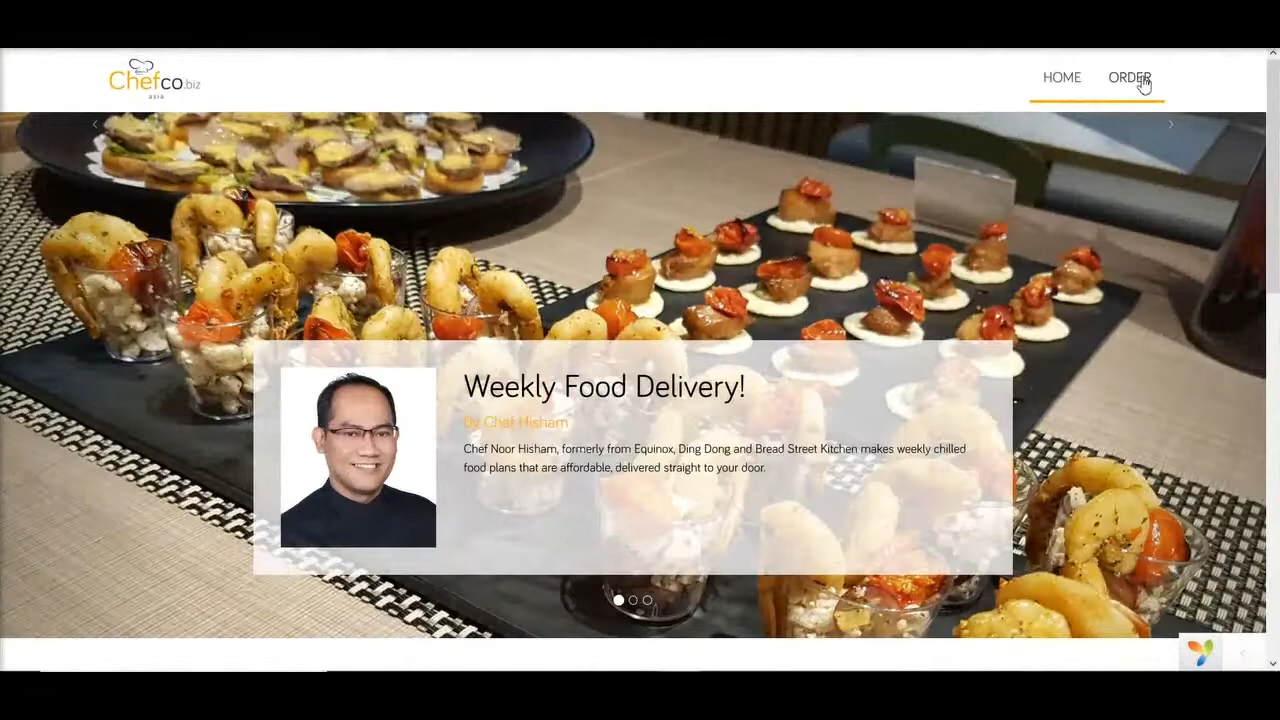 Chefco.biz
asia
HOME ORDER
Weekly Food Delivery!
By Chef Hisham
Chef Noor Hisham, formerly from Equinox, Ding Dong and Bread Street Kitchen makes weekly chilled
food plans that are affordable, delivered straight to your door.